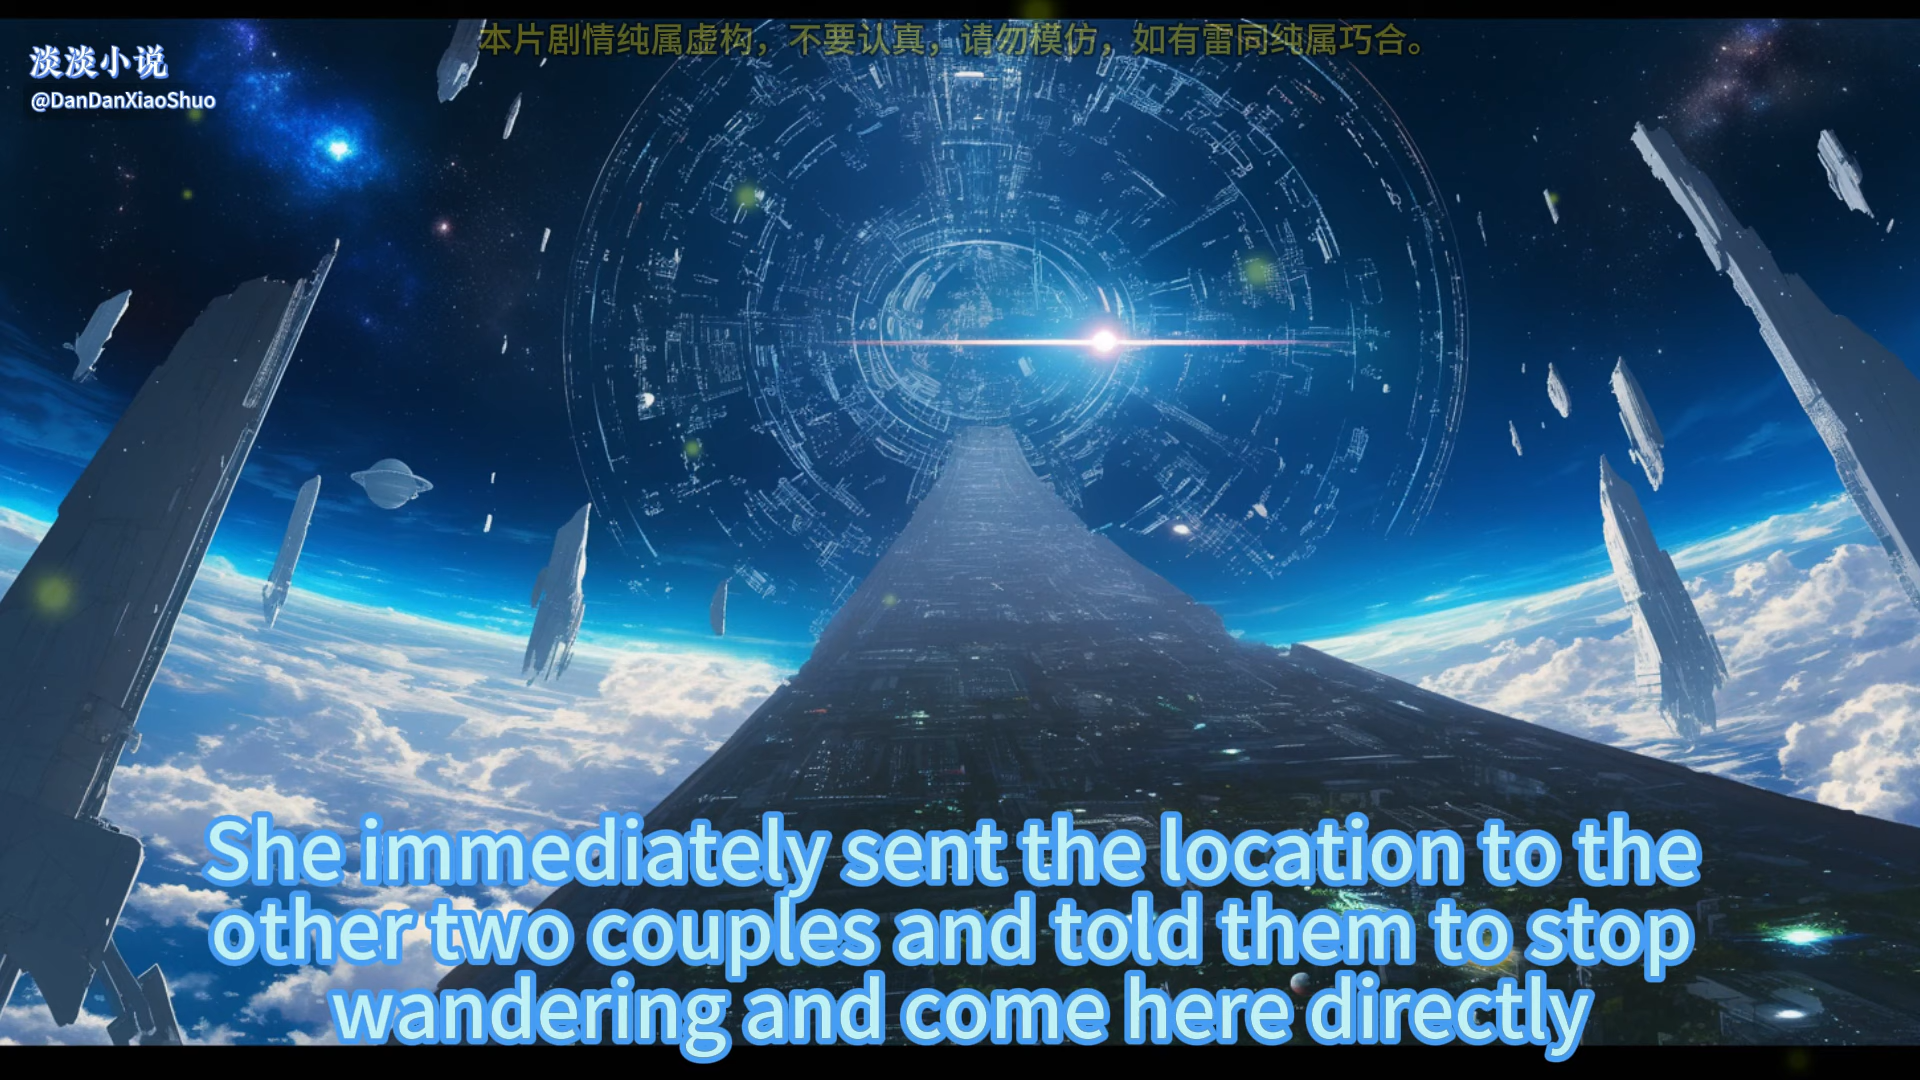 本片剧情纯属虚构，不要认真，请勿模仿，如有雷同纯属巧合。
淡淡小说
@DanDanXiaoShuo
She immediately sent the location to the
other two couples and told them to stop
wandering and come here directly